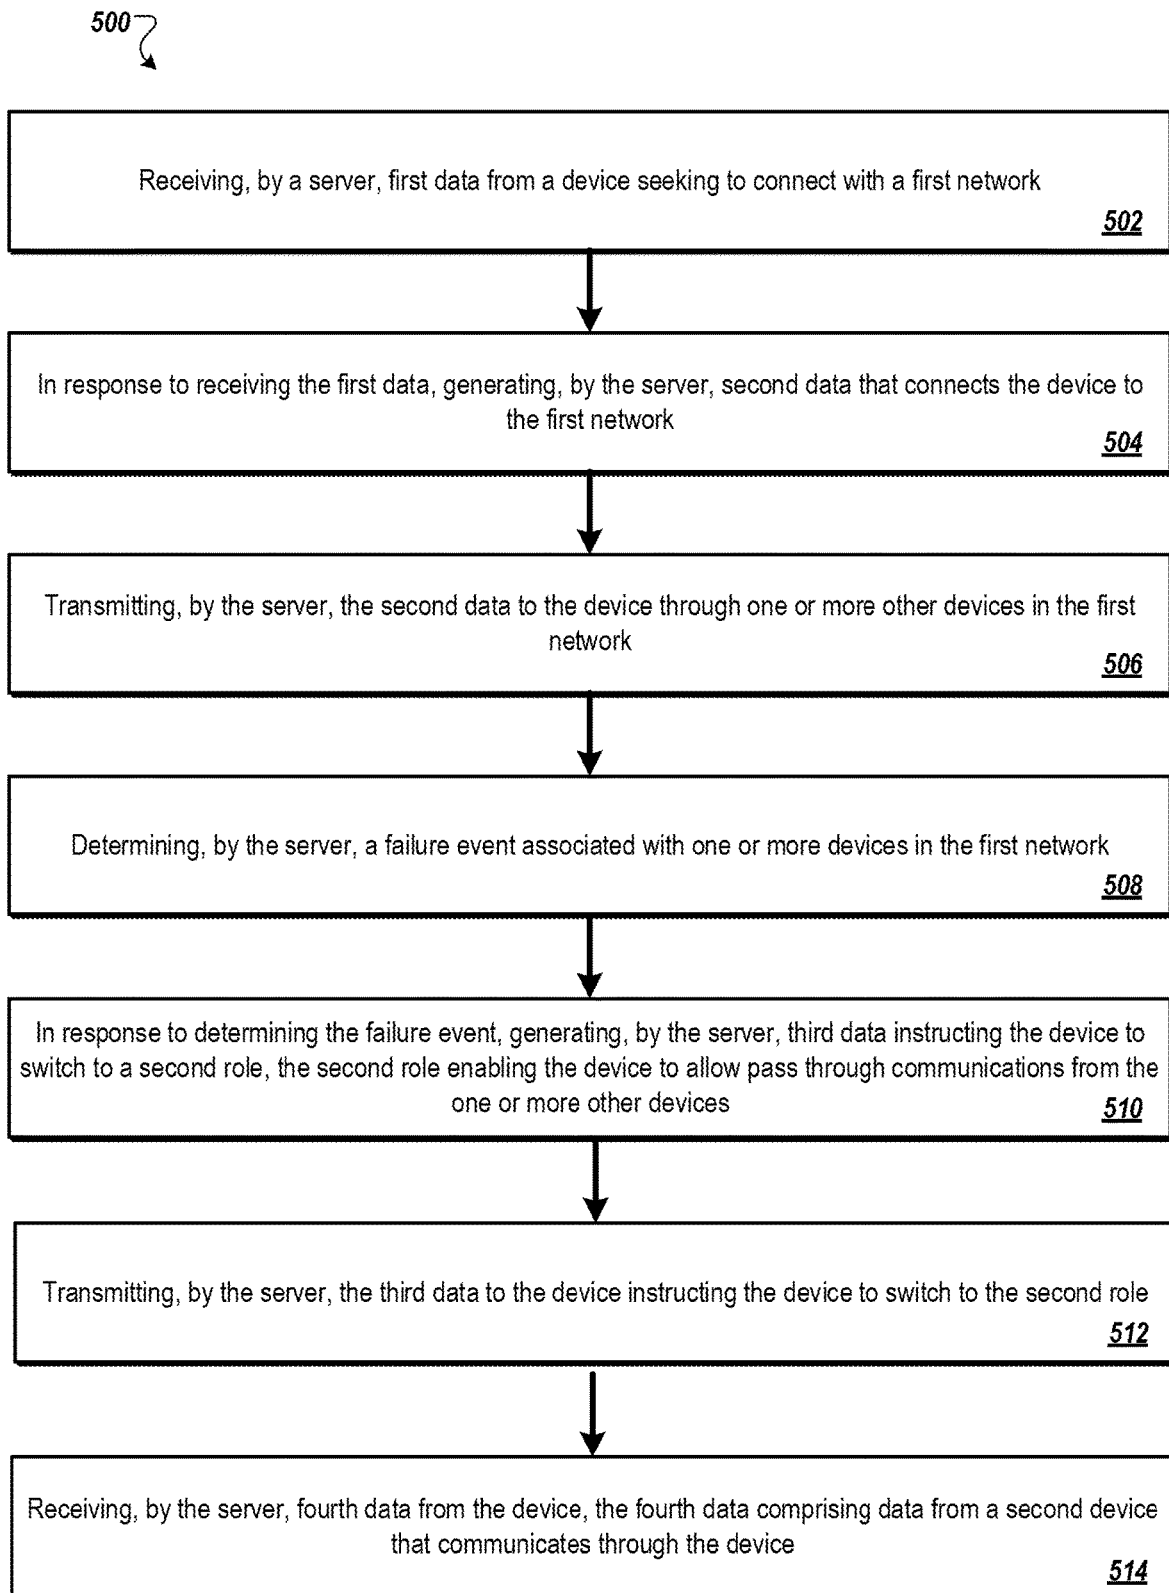 500
Receiving, by a server, first data from a device seeking to connect with a first network
502
In response to receiving the first data, generating, by the server, second data that connects the device to
the first network
504
Transmitting, by the server, the second data to the device through one or more other devices in the first
network
506
Determining, by the server, a failure event associated with one or more devices in the first network
508
In response to determining the failure event, generating, by the server, third data instructing the device to
switch to a second role, the second role enabling the device to allow pass through communications from the
one or more other devices
510
Transmitting, by the server, the third data to the device instructing the device to switch to the second role
512
Receiving, by the server, fourth data from the device, the fourth data comprising data from a second device
that communicates through the device
514